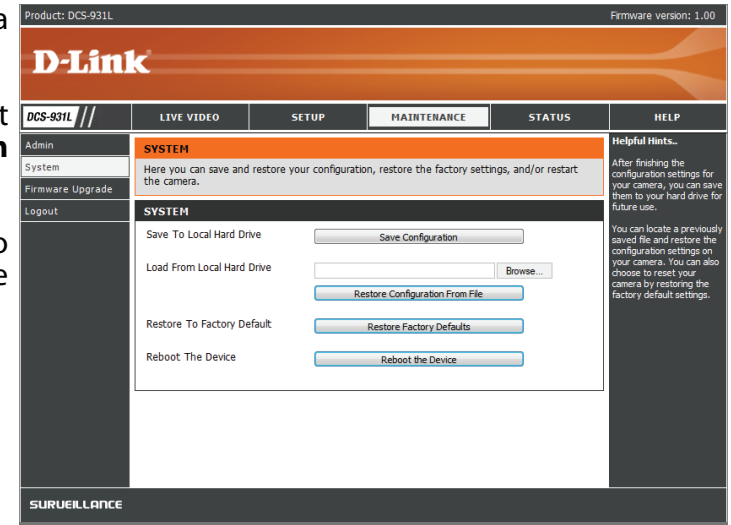 a
t
n
o
e
Product: DCS-931L
Firmware version: 1.00
D-Link
DCS-931L
LIVE VIDEO
SETUP
MAINTENANCE
STATUS
HELP
Admin
System
Firmware Upgrade
Logout
SYSTEM
Here you can save and restore your configuration, restore the factory settings, and/or restart
the camera.
SYSTEM
Save To Local Hard Drive
Save Configuration
Load From Local Hard Drive
Browse...
Restore Configuration From File
Restore To Factory Default
Restore Factory Defaults
Reboot The Device
Reboot the Device
Helpful Hints..
After finishing the
configuration settings for
your camera, you can save
them to your hard drive for
future use.
You can locate a previously
saved file and restore the
configuration settings on
your camera. You can also
choose to reset your
camera by restoring the
factory default settings.
SURVEILLANCE